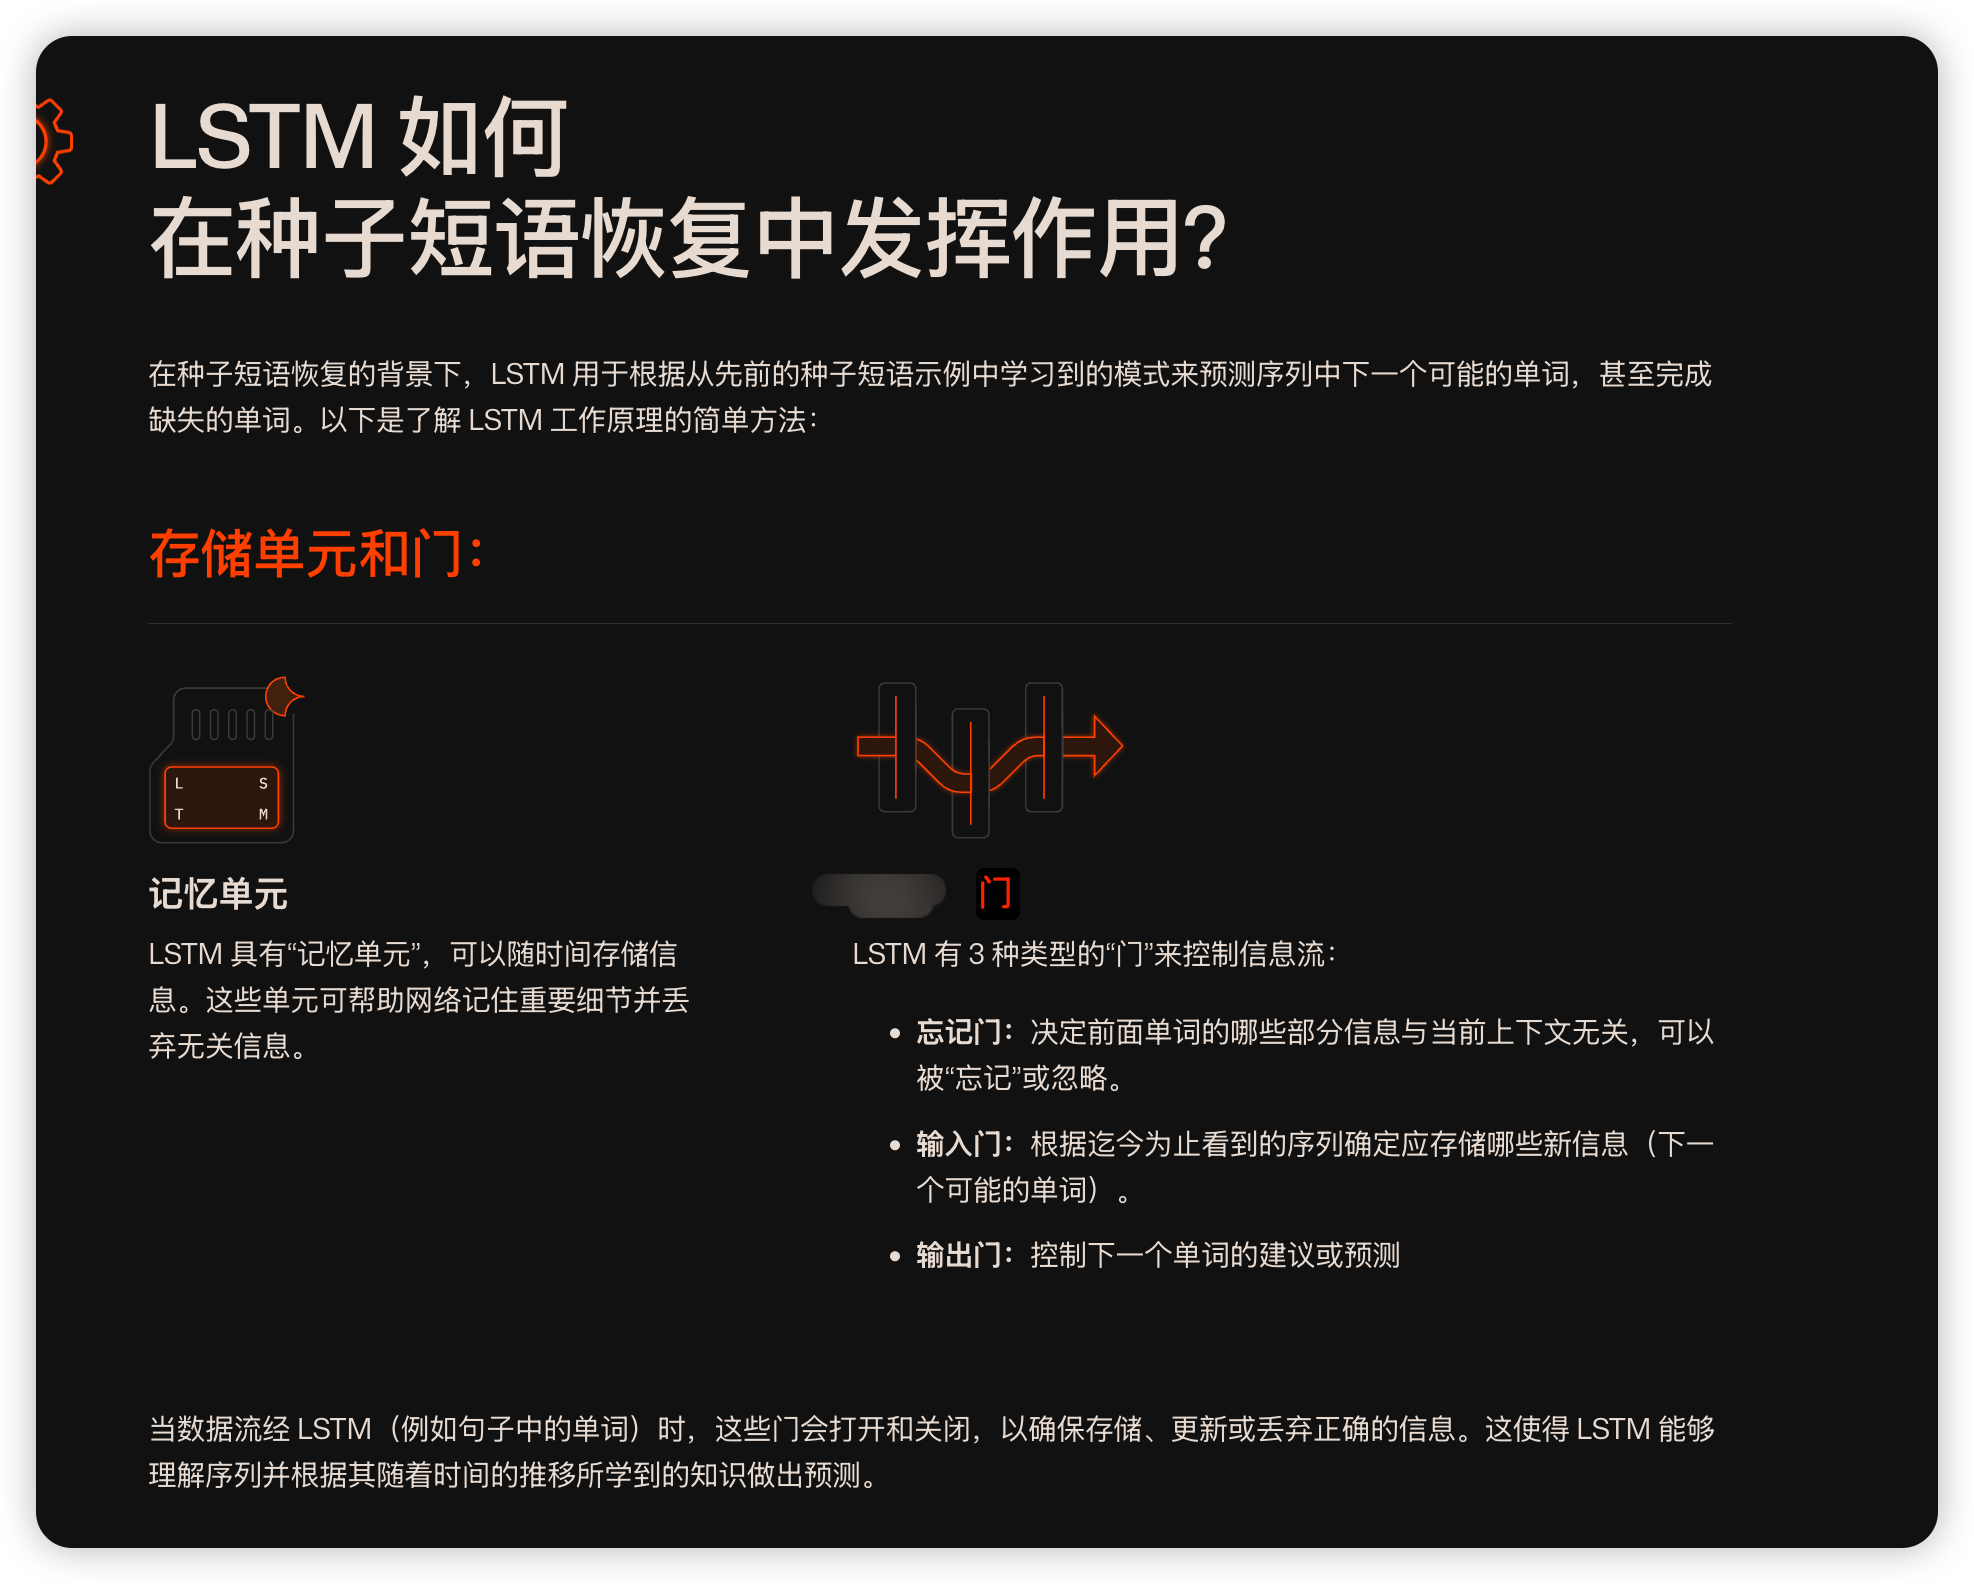 LSTM 如何
在种子短语恢复中发挥作用?
在种子短语恢复的背景下，LSTM 用于根据从先前的种子短语示例中学习到的模式来预测序列中下一个可能的单词，甚至完成
缺失的单词。以下是了解 LSTM 工作原理的简单方法：
存储单元和门：
L S
T M
记忆单元
LSTM 具有“记忆单元”，可以随时间存储信
息。这些单元可帮助网络记住重要细节并丢
弃无关信息。
门
LSTM 有 3 种类型的“门”来控制信息流：
• 忘记门：决定前面单词的哪些部分信息与当前上下文无关，可以
被“忘记”或忽略。
• 输入门：根据迄今为止看到的序列确定应存储哪些新信息（下一
个可能的单词）。
• 输出门：控制下一个单词的建议或预测
当数据流经 LSTM（例如句子中的单词）时，这些门会打开和关闭，以确保存储、更新或丢弃正确的信息。这使得 LSTM 能够
理解序列并根据其随着时间的推移所学到的知识做出预测。